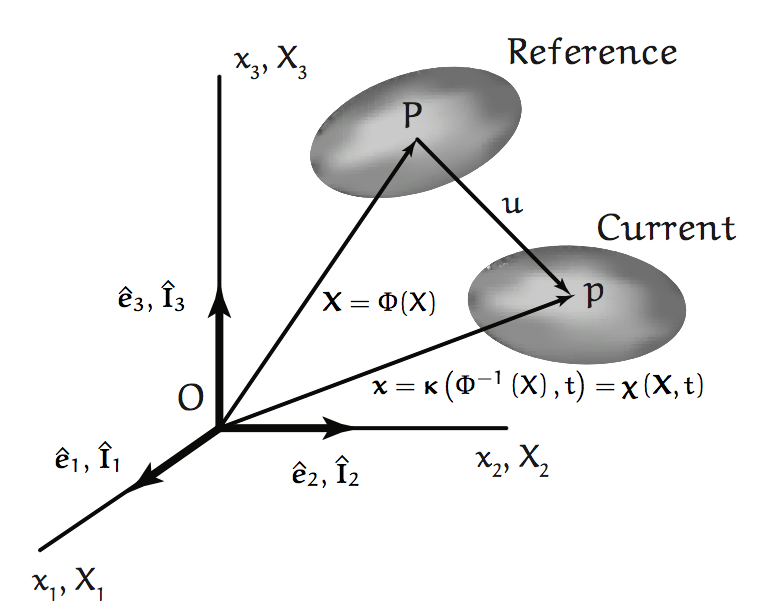 Reference
x₃, X₃
P
u
Current
ê₃, Î₃
X = Φ(X)
p
x = κ(Φ⁻¹(X), t) = χ(X, t)
O
ê₁, Î₁
ê₂, Î₂
x₂, X₂
x₁, X₁